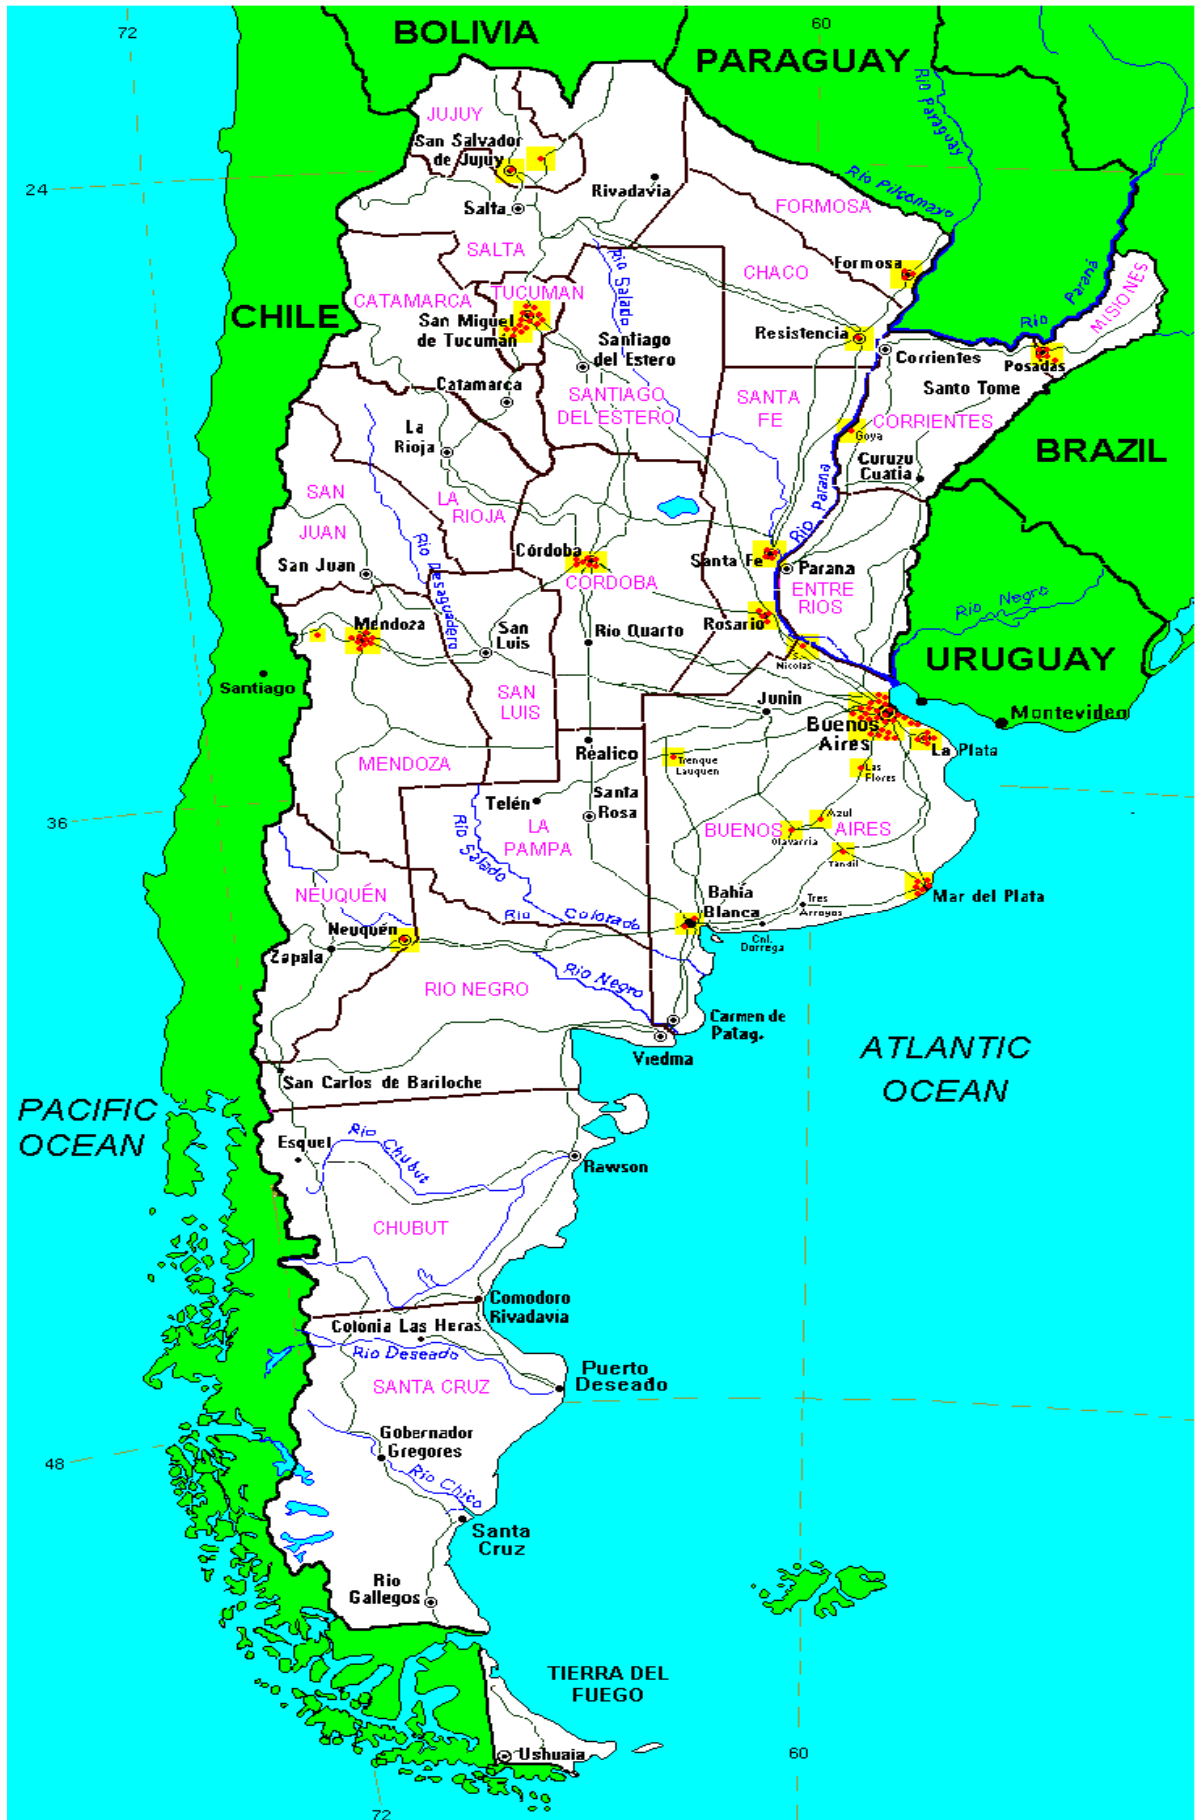 72
60
BOLIVIA
PARAGUAY
Rio Paraguay
JUJUY
San Salvador
de Jujuy
24
Rivadavia
Rio Pilcomayo
Salta
FORMOSA
SALTA
Rio Salado
Formosa
CHACO
Paraná
MISIONES
CATAMARCA
TUCUMAN
CHILE
San Miguel
de Tucumán
Rio
Resistencia
Santiago
del Estero
Corrientes
Posadas
Catamarca
Santo Tome
SANTIAGO
DEL ESTERO
SANTA
FE
CORRIENTES
La
Rioja
Goya
BRAZIL
Curuzu
Cuatia
SAN
JUAN
LA
RIOJA
Rio Parana
Rio Desaguadero
Córdoba
Santa Fe
Parana
San Juan
CORDOBA
ENTRE
RIOS
Rio Negro
Mendoza
San
Luis
Rio Quarto
Rosario
S.
Nicolas
URUGUAY
Santiago
SAN
LUIS
Junin
Montevideo
Buenos
Aires
La Plata
Realico
MENDOZA
Trenque
Lauquen
Las
Flores
Telén
Santa
Rosa
36
Azul
LA
PAMPA
BUENOS
AIRES
Olavarria
Rio Salado
Tandil
NEUQUÉN
Bahía
Blanca
Mar del Plata
Tres
Arroyos
Rio
Colorado
Neuquén
Cnl.
Dorrega
Zapala
Rio Negro
RIO NEGRO
Carmen de
Patag.
Viedma
ATLANTIC
OCEAN
San Carlos de Bariloche
PACIFIC
OCEAN
Esquel
Rio Chubut
Rawson
CHUBUT
Comodoro
Rivadavia
Colonia Las Heras
Rio Deseado
Puerto
Deseado
SANTA CRUZ
Gobernador
Gregores
48
Rio Chico
Santa
Cruz
Rio
Gallegos
TIERRA DEL
FUEGO
Ushuaia
60
72